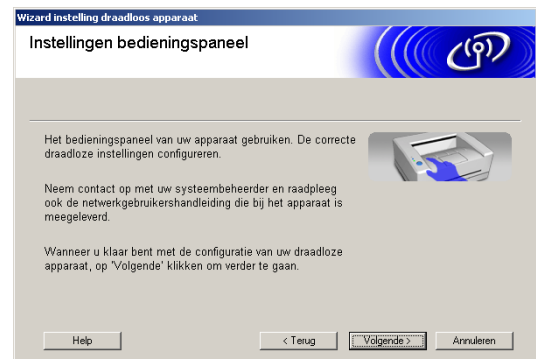 Wizard instelling draadloos apparaat
Instellingen bedieningspaneel
Het bedieningspaneel van uw apparaat gebruiken. De correcte
draadloze instellingen configureren.
Neem contact op met uw systeembeheerder en raadpleeg
ook de netwerkgebruikershandleiding die bij het apparaat is
meegeleverd.
Wanneer u klaar bent met de configuratie van uw draadloze
apparaat, op 'Volgende' klikken om verder te gaan.
Help
< Terug
Volgende >
Annuleren